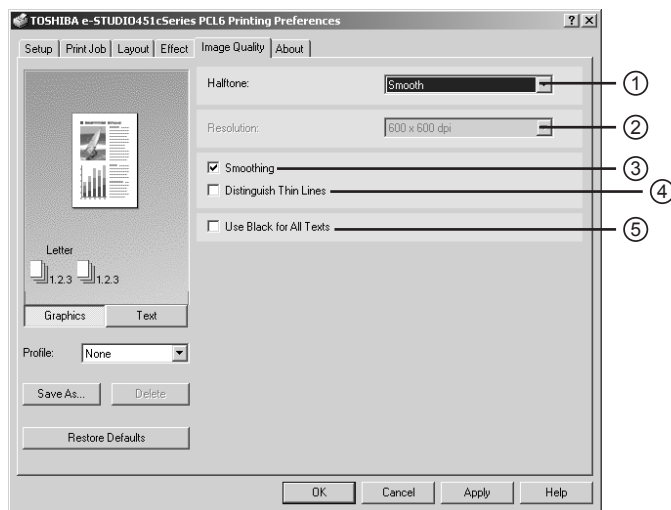 TOSHIBA e-STUDIO451cSeries PCL6 Printing Preferences
Setup Print Job Layout Effect Image Quality About
Halftone: Smooth ①
Resolution: 600 x 600 dpi ②
Smoothing ③
Distinguish Thin Lines ④
Use Black for All Texts ⑤
Letter
1.2.3 1.2.3
Graphics Text
Profile: None
Save As... Delete
Restore Defaults
OK Cancel Apply Help